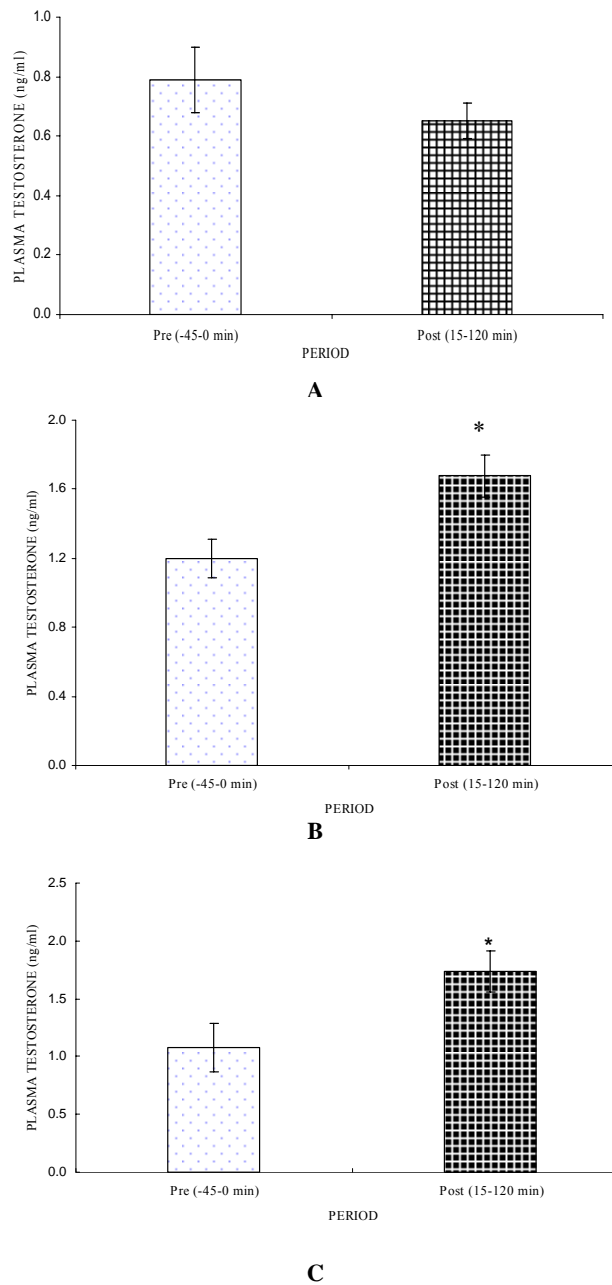 1.0
0.8
0.6
0.4
0.2
0.0
PLASMA TESTOSTERONE (ng/ml)
Pre (-45-0 min) Post (15-120 min)
PERIOD
A
2.0
1.6
1.2
0.8
0.4
0.0
PLASMA TESTOSTERONE (ng/ml)
*
Pre (-45-0 min) Post (15-120 min)
PERIOD
B
2.5
2.0
1.5
1.0
0.5
0.0
PLASMA TESTOSTERONE (ng/ml)
*
Pre (-45-0 min) Post (15-120 min)
PERIOD
C